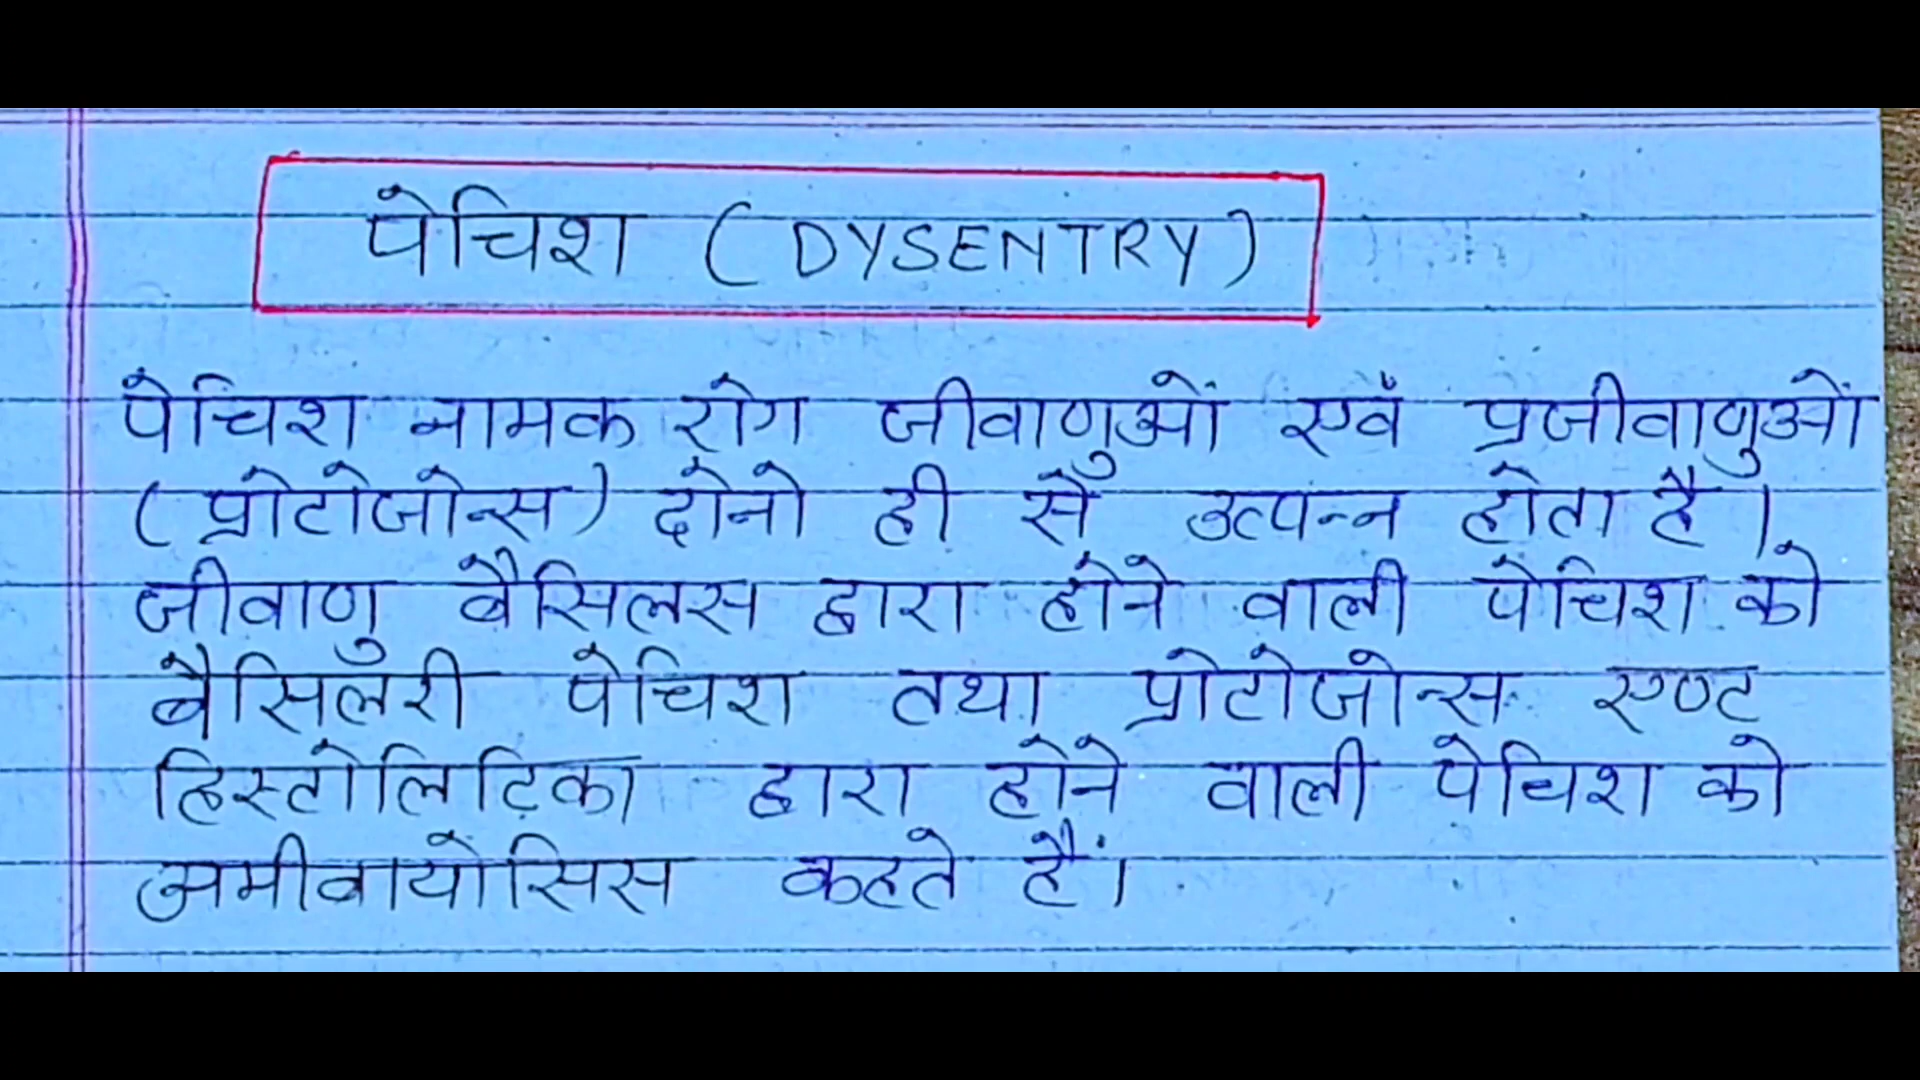 पेचिश (DYSENTRY)
पेचिश नामक रोग जीवाणुओं एवं प्रजीवाणुओं
(प्रोटोजोन्स) दोनो ही से उत्पन्न होता है।
जीवाणु बैसिलस द्वारा होने वाली पेचिश को
बैसिलरी पेचिश तथा प्रोटोजोन्स एण्ट
हिस्टोलिटिका द्वारा होने वाली पेचिश को
अमीबायोसिस कहते हैं।